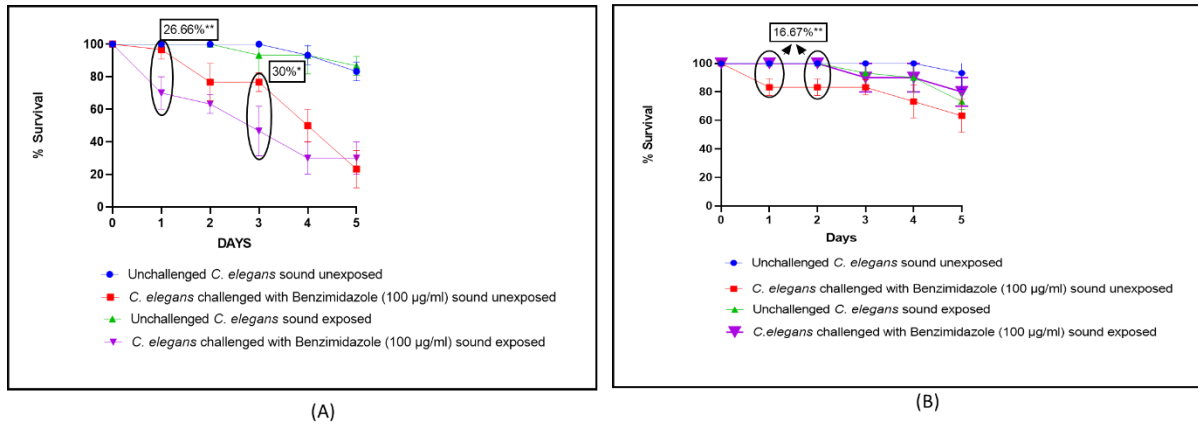 26.66%**
30%*
100
80
60
40
20
0
% Survival
0 1 2 3 4 5
DAYS
Unchallenged C. elegans sound unexposed
C. elegans challenged with Benzimidazole (100 µg/ml) sound unexposed
Unchallenged C. elegans sound exposed
C. elegans challenged with Benzimidazole (100 µg/ml) sound exposed
(A)
16.67%**
100
80
60
40
20
0
% Survival
0 1 2 3 4 5
Days
Unchallenged C. elegans sound unexposed
C. elegans challenged with Benzimidazole (100 µg/ml) sound unexposed
Unchallenged C. elegans sound exposed
C.elegans challenged with Benzimidazole (100 µg/ml) sound exposed
(B)